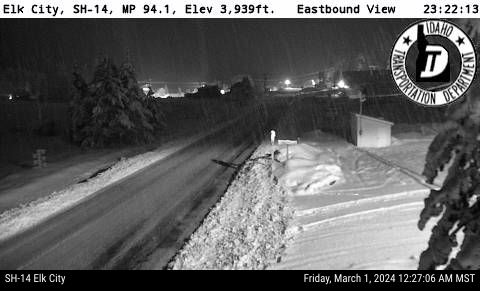 Elk City, SH-14, MP 94.1, Elev 3,939ft. Eastbound View 23:22:13
IDAHO
TRANSPORTATION DEPARTMENT
SH-14 Elk City Friday, March 1, 2024 12:27:06 AM MST